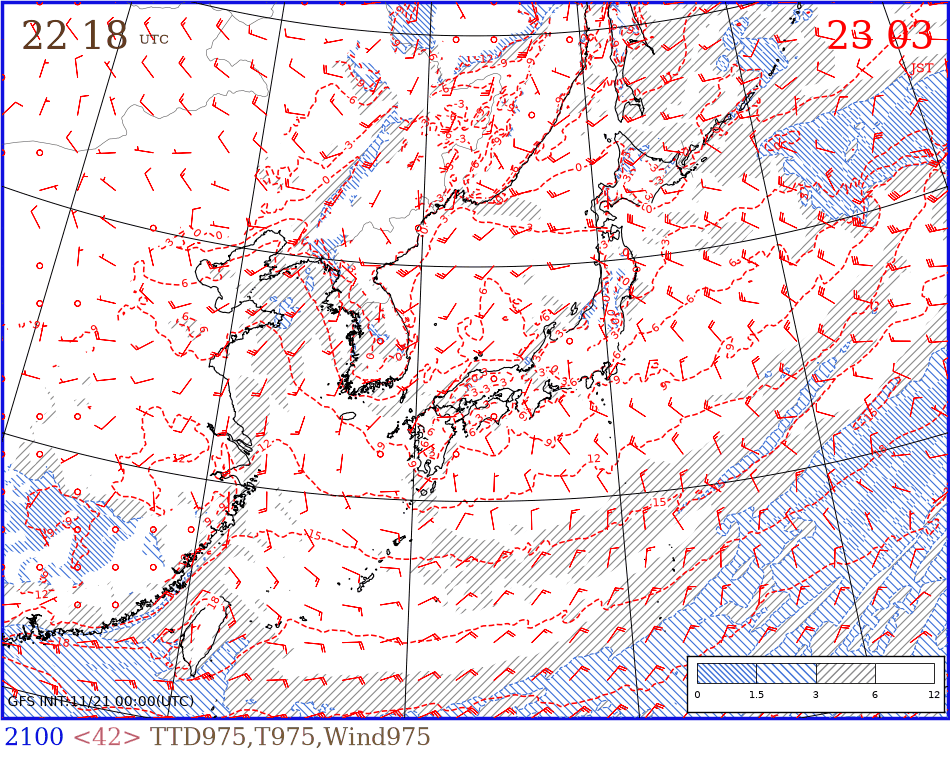 22 18 UTC 23 03
JST
0 1.5 3 6 12
GFS INIT:11/21 00:00(UTC)
2100 <42> TTD975,T975,Wind975